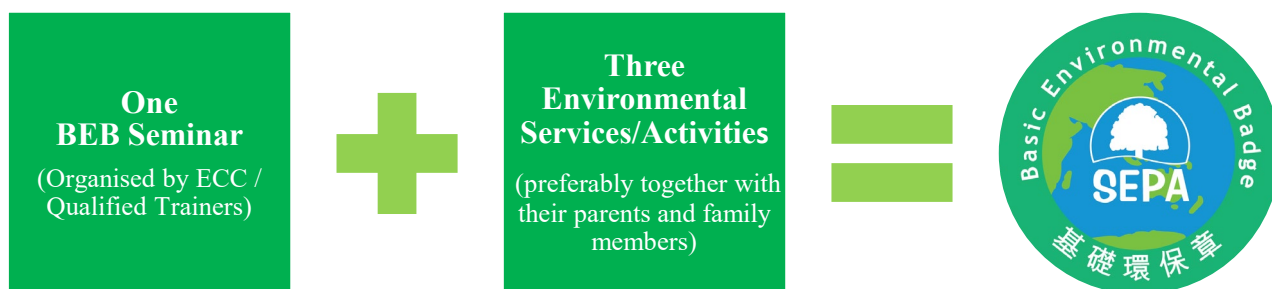 One
BEB Seminar
(Organised by ECC /
Qualified Trainers)
Three
Environmental
Services/Activities
(preferably together with
their parents and family
members)
Basic Environmental Badge
SEPA
基礎環保章